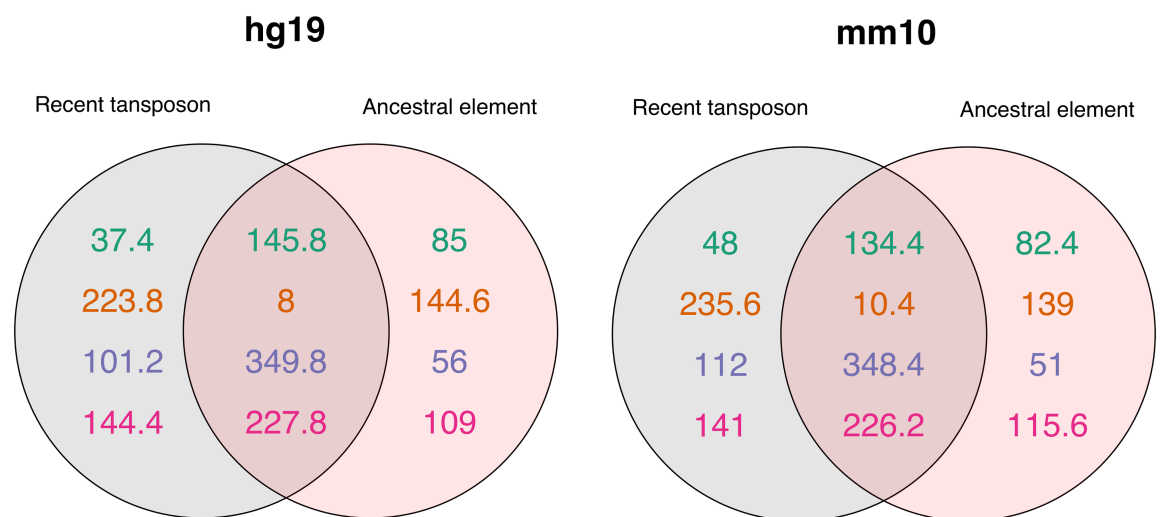 hg19
mm10
Recent tansposon
Ancestral element
Recent tansposon
Ancestral element
37.4 145.8 85
223.8 8 144.6
101.2 349.8 56
144.4 227.8 109
48 134.4 82.4
235.6 10.4 139
112 348.4 51
141 226.2 115.6